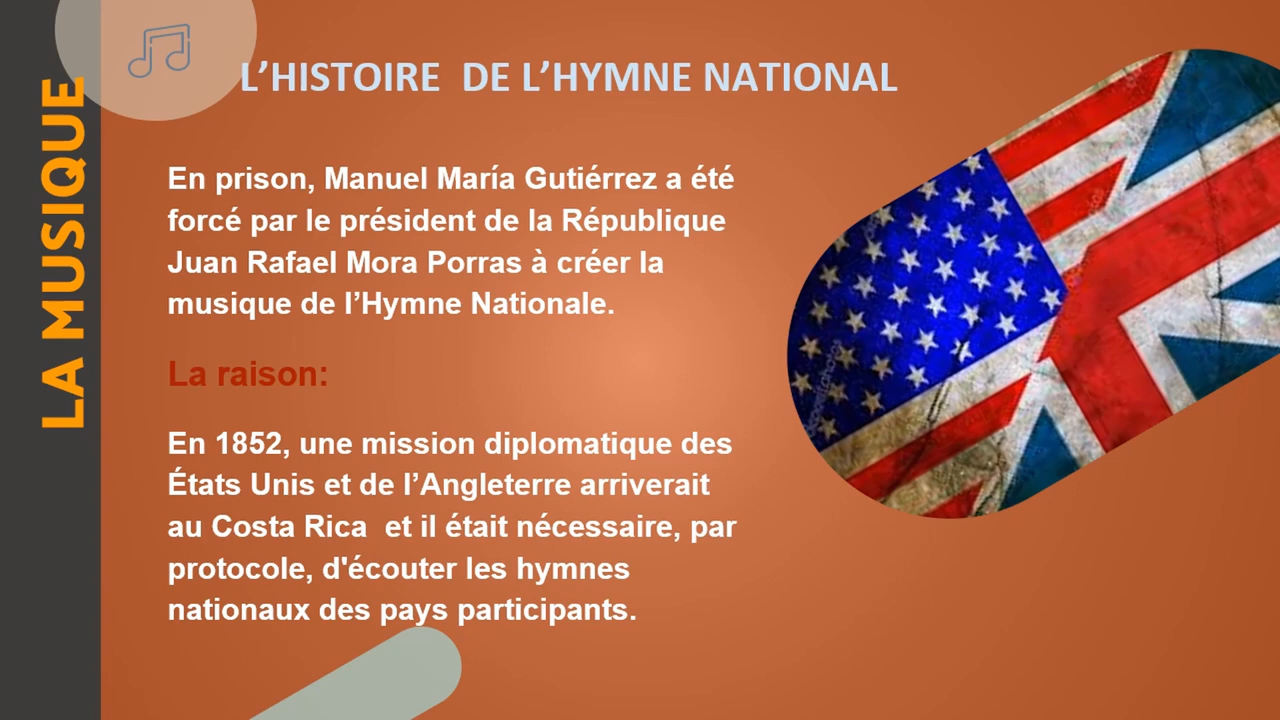 LA MUSIQUE
L’HISTOIRE  DE L’HYMNE NATIONAL
En prison, Manuel María Gutiérrez a été
forcé par le président de la République
Juan Rafael Mora Porras à créer la
musique de l’Hymne Nationale.
La raison:
En 1852, une mission diplomatique des
États Unis et de l’Angleterre arriverait
au Costa Rica  et il était nécessaire, par
protocole, d'écouter les hymnes
nationaux des pays participants.